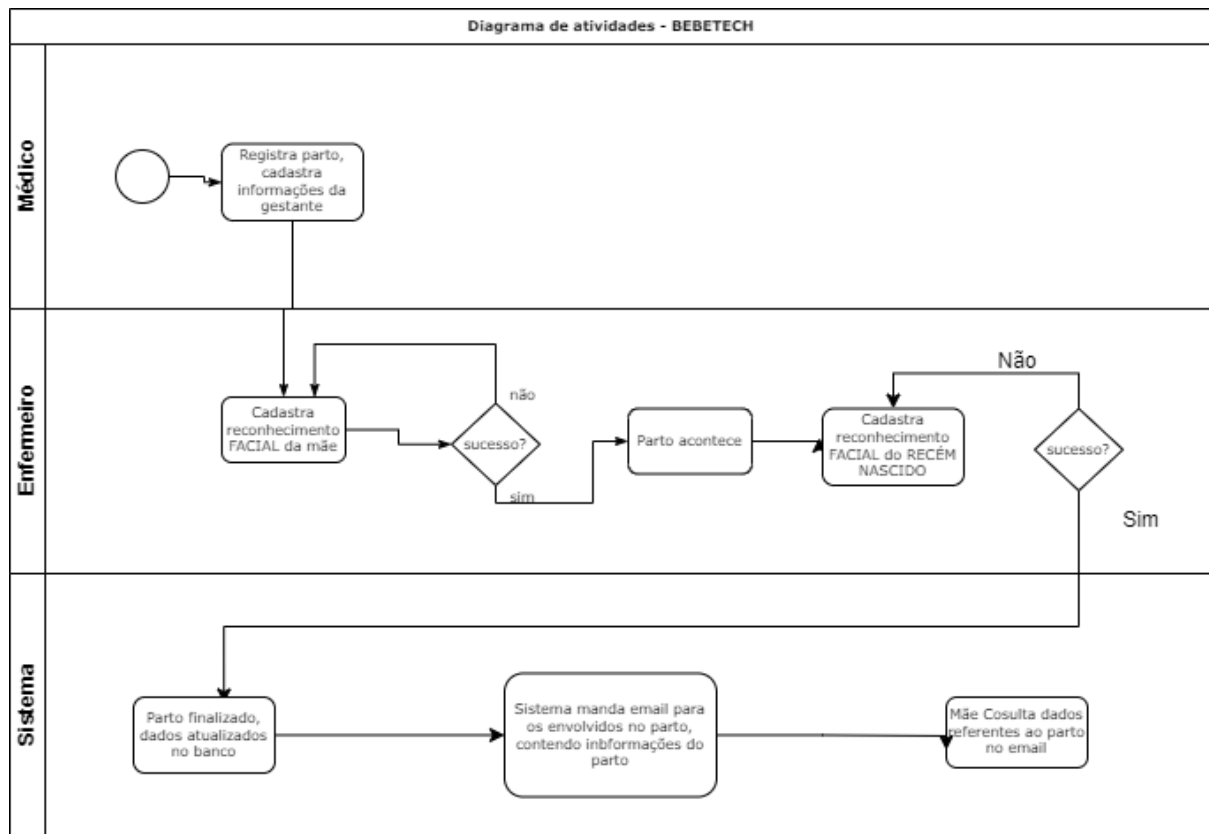 Diagrama de atividades - BEBETECH
Médico
Registra parto,
cadastra
informações da
gestante
Enfermeiro
Cadastra
reconhecimento
FACIAL da mãe
não
sucesso?
sim
Parto acontece
Cadastra
reconhecimento
FACIAL do RECÉM
NASCIDO
Não
sucesso?
Sim
Sistema
Parto finalizado,
dados atualizados
no banco
Sistema manda email para
os envolvidos no parto,
contendo inbformações do
parto
Mãe Cosulta dados
referentes ao parto
no email